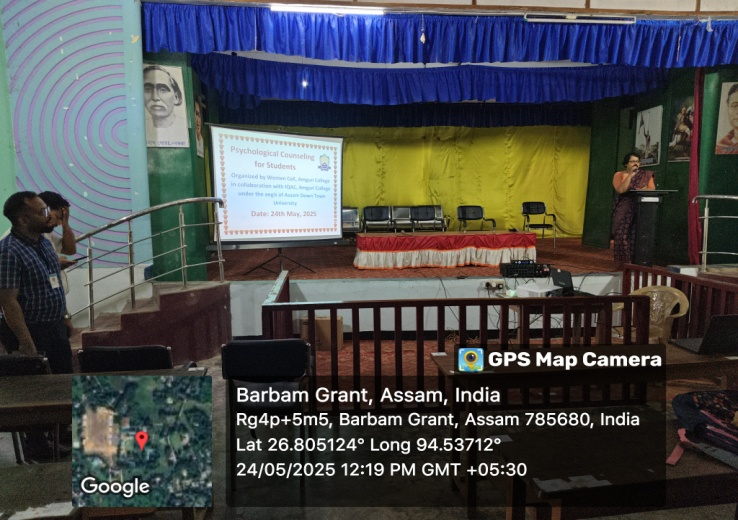 Psychological Counseling
for Students
Organised by Women Cell, Amguri College
in collaboration with IQAC, Amguri College
under the aegis of Assam Down Town
University
Date: 24th May, 2025
GPS Map Camera
Barbam Grant, Assam, India
Rg4p+5m5, Barbam Grant, Assam 785680, India
Lat 26.805124° Long 94.53712°
24/05/2025 12:19 PM GMT +05:30
Google